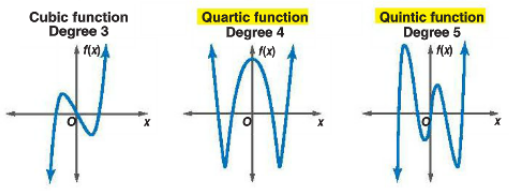 Cubic function
Degree 3
f(x)
O
x
Quartic function
Degree 4
f(x)
O
x
Quintic function
Degree 5
f(x)
O
x